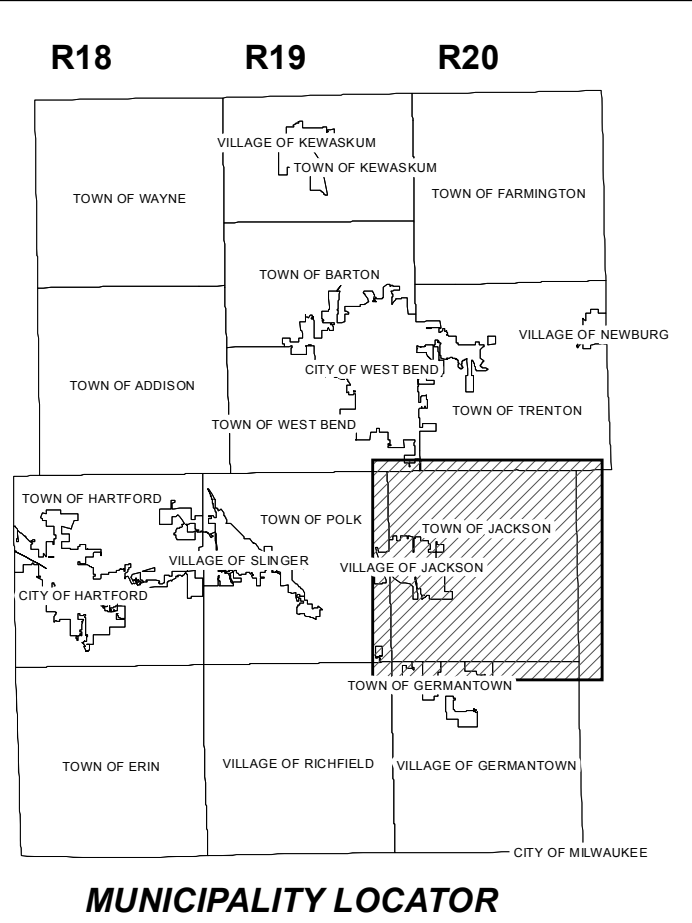 R18 R19 R20
VILLAGE OF KEWASKUM
TOWN OF KEWASKUM
TOWN OF WAYNE
TOWN OF FARMINGTON
TOWN OF BARTON
VILLAGE OF NEWBURG
CITY OF WEST BEND
TOWN OF ADDISON
TOWN OF TRENTON
TOWN OF WEST BEND
TOWN OF HARTFORD
TOWN OF POLK
TOWN OF JACKSON
VILLAGE OF SLINGER
VILLAGE OF JACKSON
CITY OF HARTFORD
TOWN OF GERMANTOWN
TOWN OF ERIN
VILLAGE OF RICHFIELD
VILLAGE OF GERMANTOWN
CITY OF MILWAUKEE
MUNICIPALITY LOCATOR